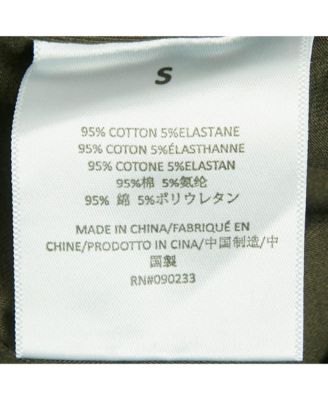 S
95% COTTON 5%ELASTANE
95% COTON 5%ÉLASTHANNE
95% COTONE 5%ELASTAN
95%棉 5%氨纶
95% 綿 5%ポリウレタン
MADE IN CHINA/FABRIQUÉ EN
CHINE/PRODOTTO IN CINA/中国制造/中
国製
RN#090233